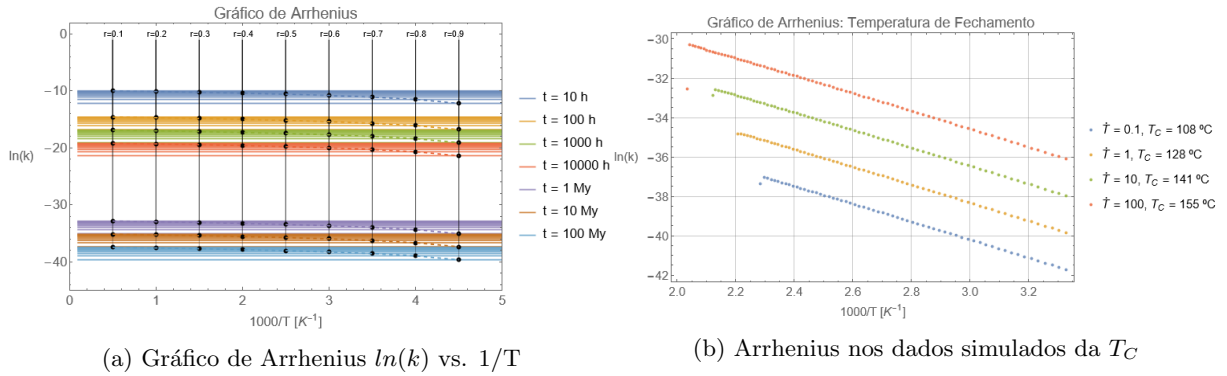 Gráfico de Arrhenius
r=0.1 r=0.2 r=0.3 r=0.4 r=0.5 r=0.6 r=0.7 r=0.8 r=0.9
0
−10
−20
−30
−40
ln(k)
0 1 2 3 4 5
1000/T [K⁻¹]
t = 10 h
t = 100 h
t = 1000 h
t = 10000 h
t = 1 My
t = 10 My
t = 100 My
(a) Gráfico de Arrhenius ln(k) vs. 1/T
Gráfico de Arrhenius: Temperatura de Fechamento
−30
−32
−34
−36
−38
−40
−42
ln(k)
2.0 2.2 2.4 2.6 2.8 3.0 3.2
1000/T [K⁻¹]
Ṫ = 0.1, T_C = 108 ºC
Ṫ = 1, T_C = 128 ºC
Ṫ = 10, T_C = 141 ºC
Ṫ = 100, T_C = 155 ºC
(b) Arrhenius nos dados simulados da T_C